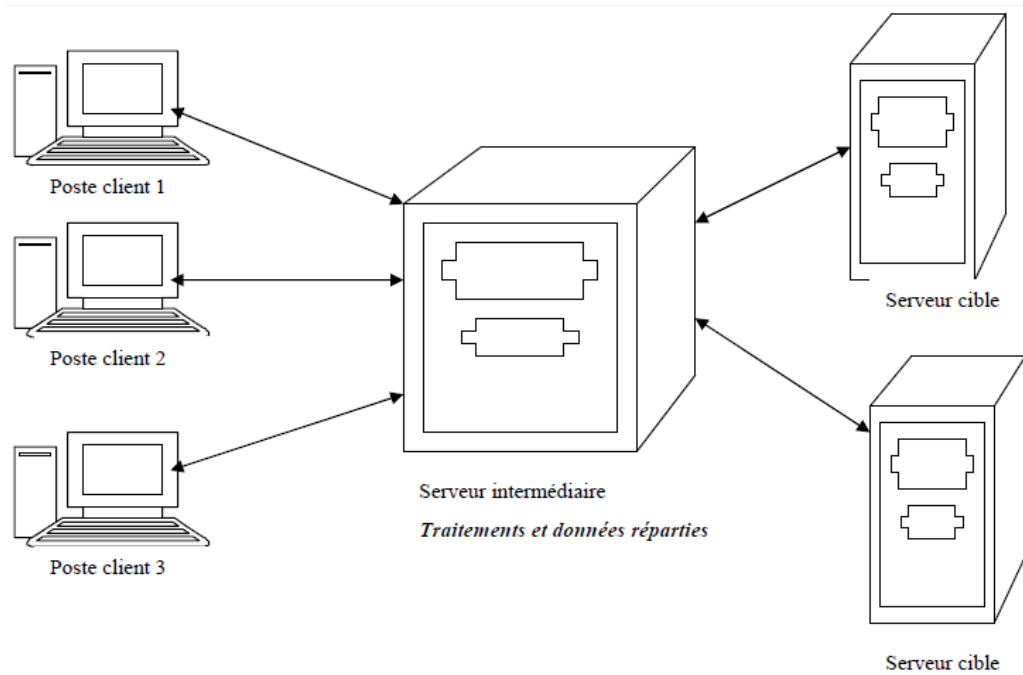 Poste client 1
Poste client 2
Poste client 3
Serveur intermédiaire
Traitements et données réparties
Serveur cible
Serveur cible